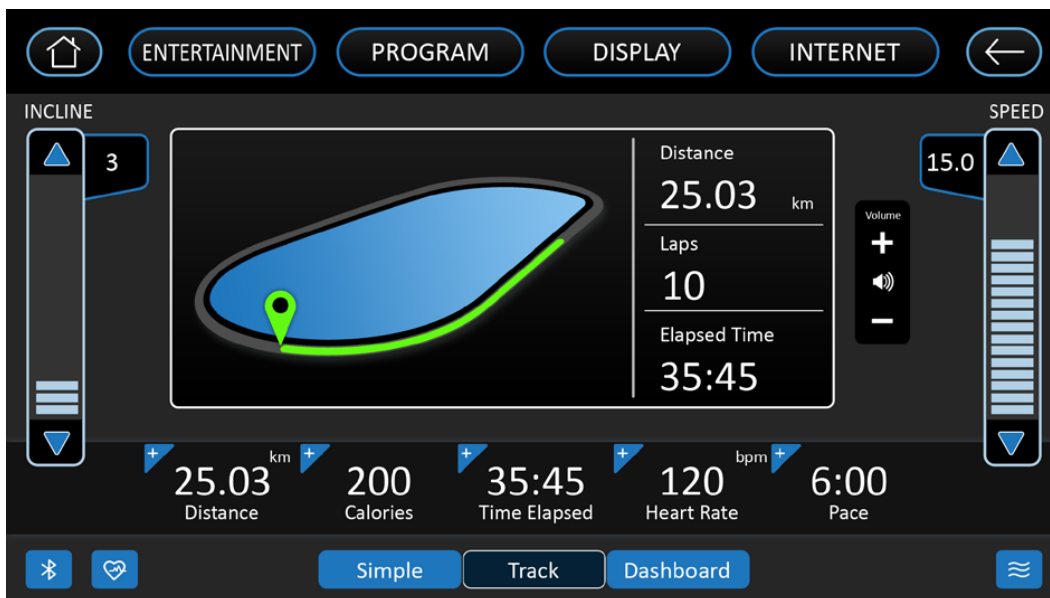 ENTERTAINMENT
PROGRAM
DISPLAY
INTERNET
INCLINE
SPEED
3
15.0
Distance
25.03 km
Laps
10
Elapsed Time
35:45
Volume
+
−
+ 25.03 km
Distance
+ 200
Calories
+ 35:45
Time Elapsed
+ 120 bpm
Heart Rate
+ 6:00
Pace
Simple
Track
Dashboard